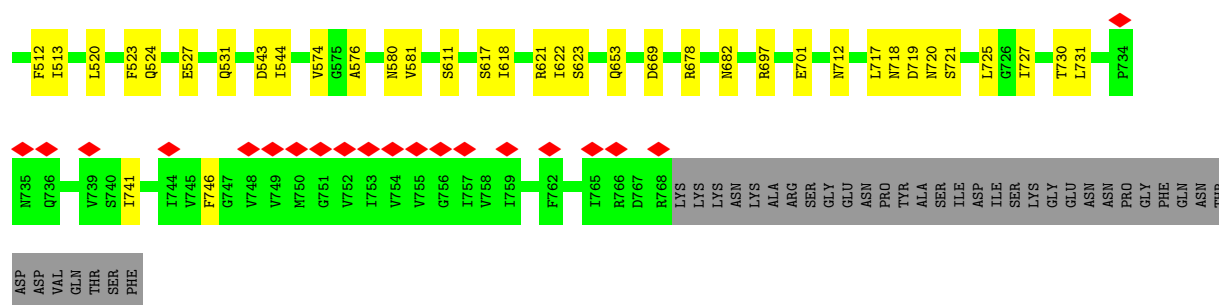 F512 I513 L520 F523 Q524 E527 Q531 D543 I544 V574 G575 A576 N580 V581 S611 S617 I618 R621 I622 S623 Q653 D669 R678 N682 R697 E701 N712 L717 N718 D719 N720 S721 L725 G726 I727 T730 L731 P734
N735 Q736 V739 S740 I741 I744 V745 F746 G747 V748 V749 M750 G751 V752 I753 V754 V755 G756 I757 V758 I759 F762 I765 R766 D767 R768 LYS LYS LYS ASN LYS ALA ARG SER GLY GLU ASN PRO TYR ALA SER ILE ASP ILE SER LYS GLY GLU ASN ASN PRO GLY PHE GLN ASN THR
ASP ASP VAL GLN THR SER PHE